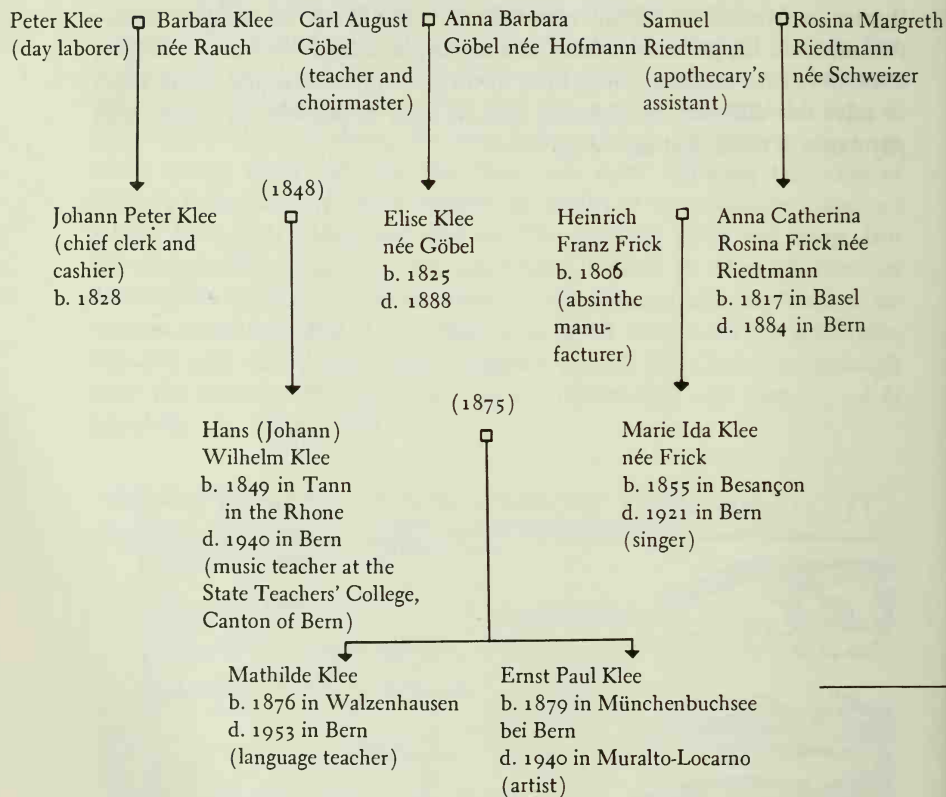 Peter Klee
(day laborer)
Barbara Klee
née Rauch
Carl August
Göbel
(teacher and
choirmaster)
Anna Barbara
Göbel née Hofmann
Samuel
Riedtmann
(apothecary's
assistant)
Rosina Margreth
Riedtmann
née Schweizer
Johann Peter Klee
(chief clerk and
cashier)
b. 1828
(1848)
Elise Klee
née Göbel
b. 1825
d. 1888
Heinrich
Franz Frick
b. 1806
(absinthe
manu-
facturer)
Anna Catherina
Rosina Frick née
Riedtmann
b. 1817 in Basel
d. 1884 in Bern
Hans (Johann)
Wilhelm Klee
b. 1849 in Tann
in the Rhone
d. 1940 in Bern
(music teacher at the
State Teachers' College,
Canton of Bern)
(1875)
Marie Ida Klee
née Frick
b. 1855 in Besançon
d. 1921 in Bern
(singer)
Mathilde Klee
b. 1876 in Walzenhausen
d. 1953 in Bern
(language teacher)
Ernst Paul Klee
b. 1879 in Münchenbuchsee
bei Bern
d. 1940 in Muralto-Locarno
(artist)